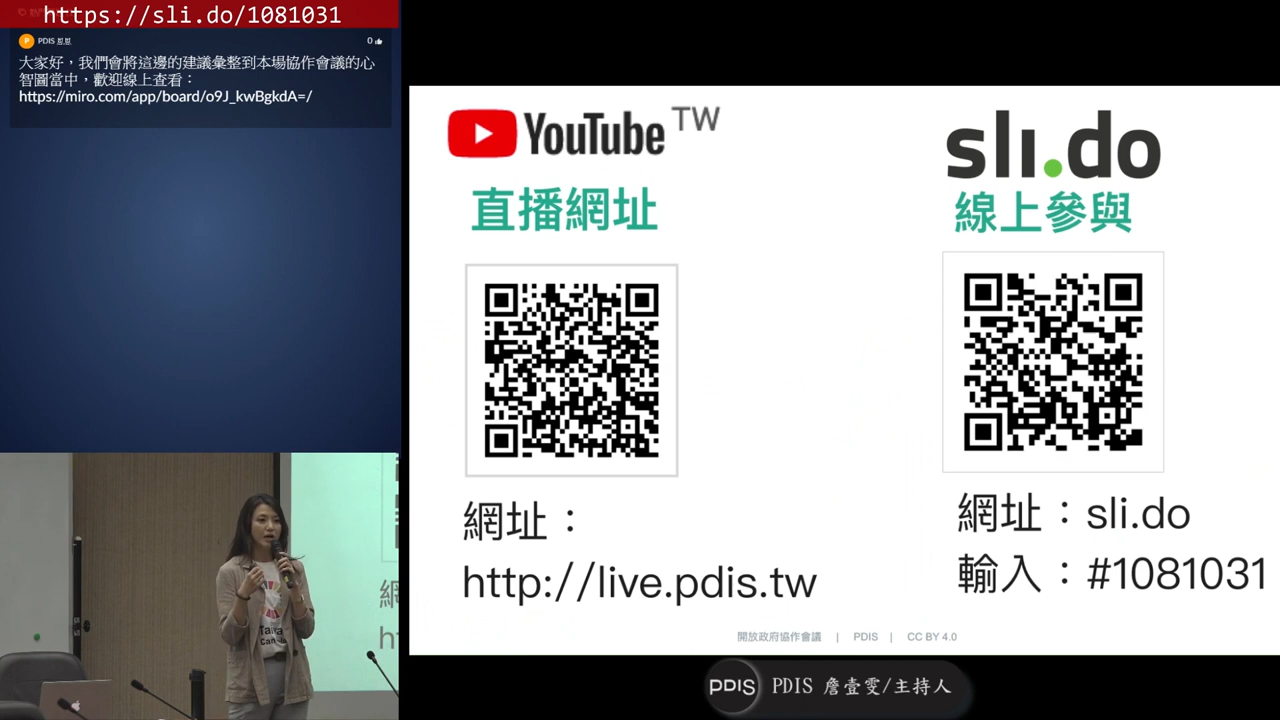 https://sli.do/1081031
PDIS 恩恩
0
大家好，我們會將這邊的建議彙整到本場協作會議的心
智圖當中，歡迎線上查看：
https://miro.com/app/board/o9J_kwBgkdA=/
YouTube TW
直播網址
網址：
http://live.pdis.tw
sli.do
線上參與
網址：sli.do
輸入：#1081031
開放政府協作會議 | PDIS | CC BY 4.0
PDIS PDIS 詹壹雯/主持人